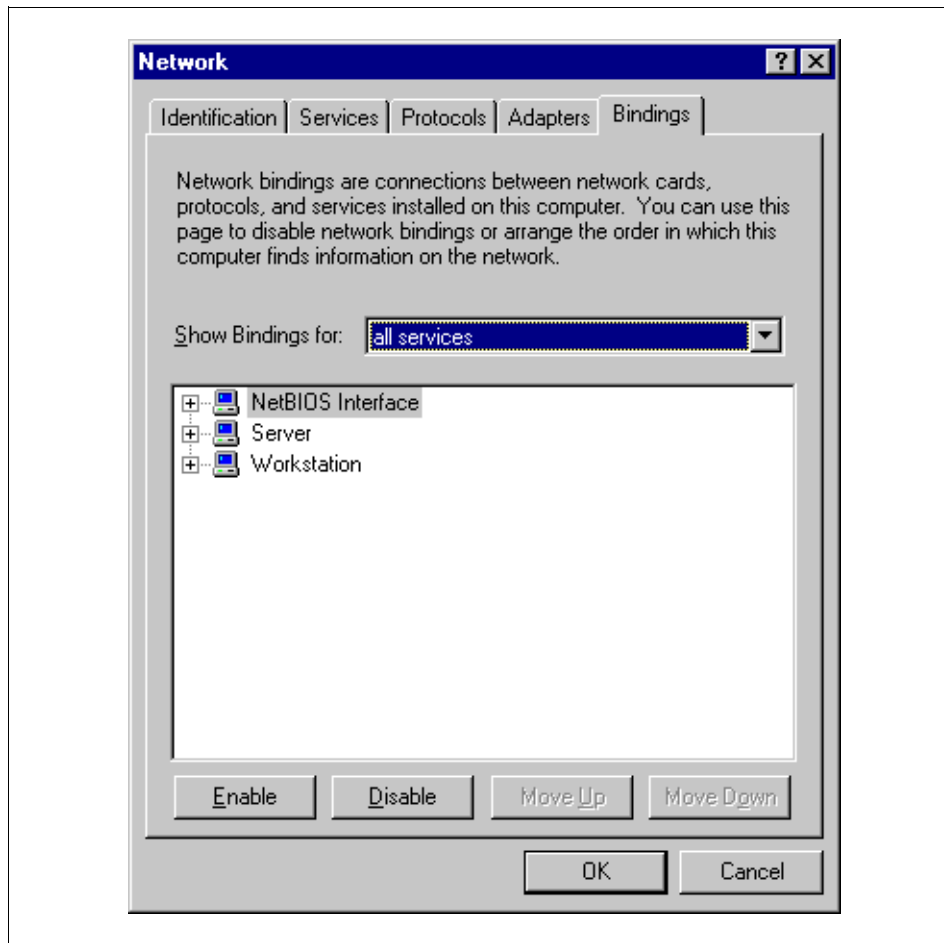 Network
Identification
Services
Protocols
Adapters
Bindings
Network bindings are connections between network cards,
protocols, and services installed on this computer. You can use this
page to disable network bindings or arrange the order in which this
computer finds information on the network.
Show Bindings for:
all services
NetBIOS Interface
Server
Workstation
Enable
Disable
Move Up
Move Down
OK
Cancel